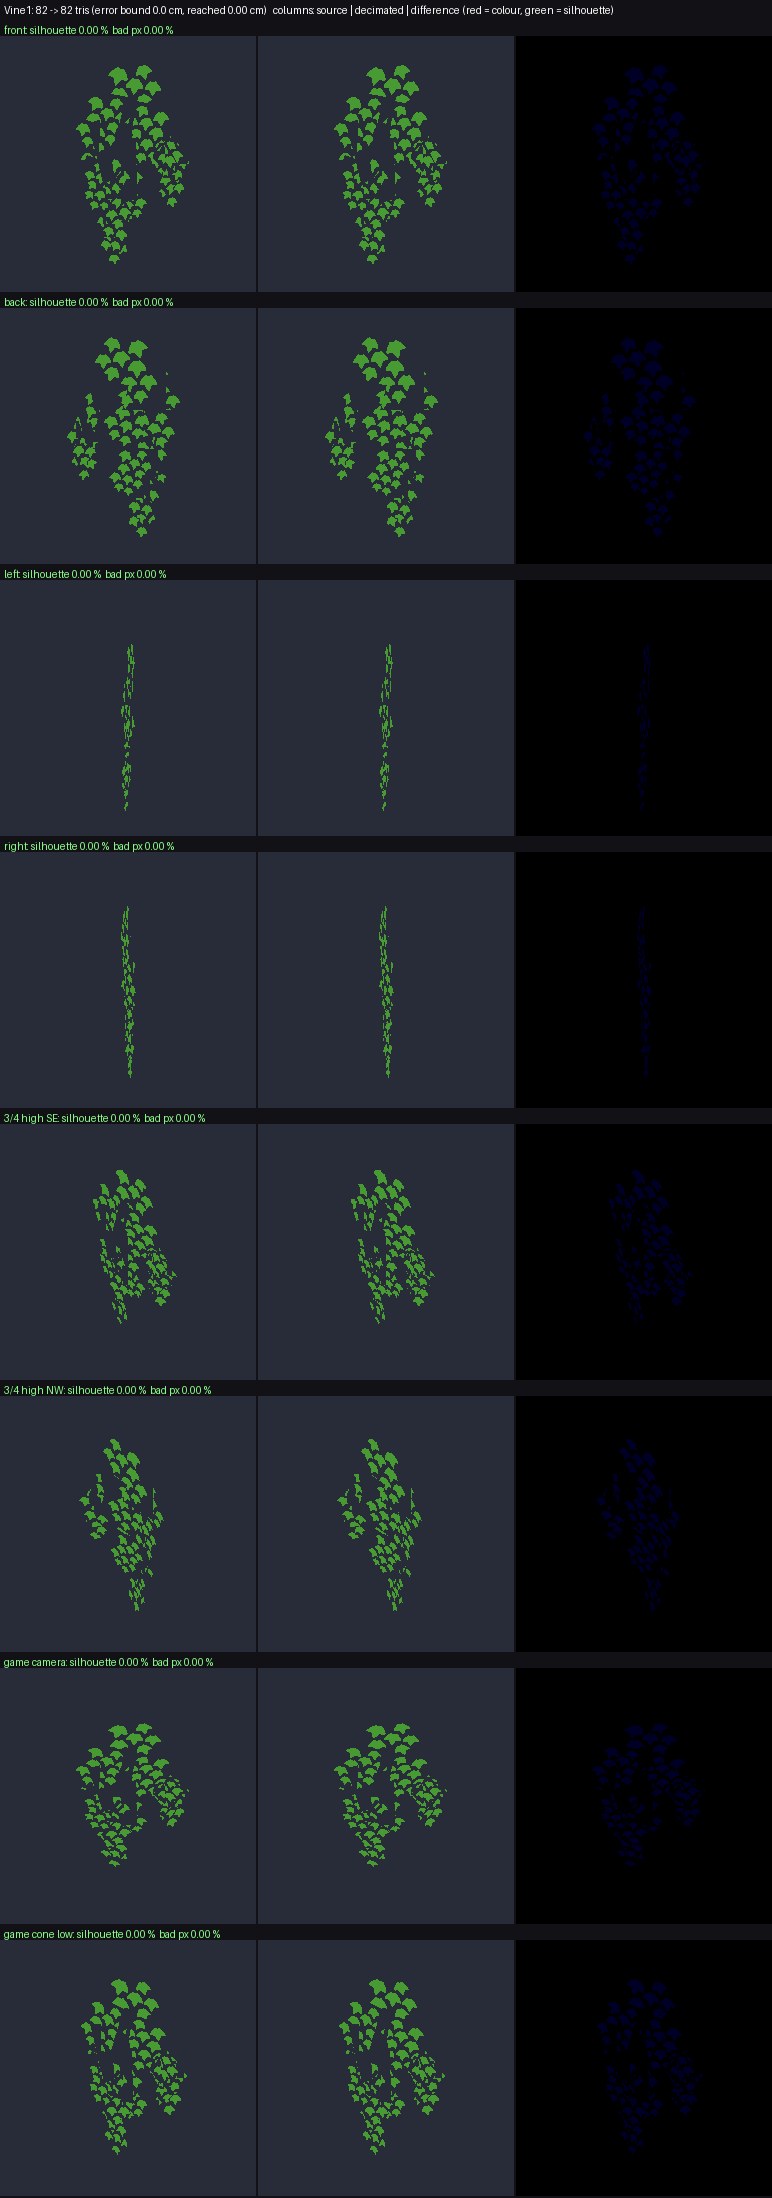 Vine1: 82 -> 82 tris (error bound 0.0 cm, reached 0.00 cm)  columns: source | decimated | difference (red = colour, green = silhouette)
front: silhouette 0.00 %  bad px 0.00 %
back: silhouette 0.00 %  bad px 0.00 %
left: silhouette 0.00 %  bad px 0.00 %
right: silhouette 0.00 %  bad px 0.00 %
3/4 high SE: silhouette 0.00 %  bad px 0.00 %
3/4 high NW: silhouette 0.00 %  bad px 0.00 %
game camera: silhouette 0.00 %  bad px 0.00 %
game cone low: silhouette 0.00 %  bad px 0.00 %